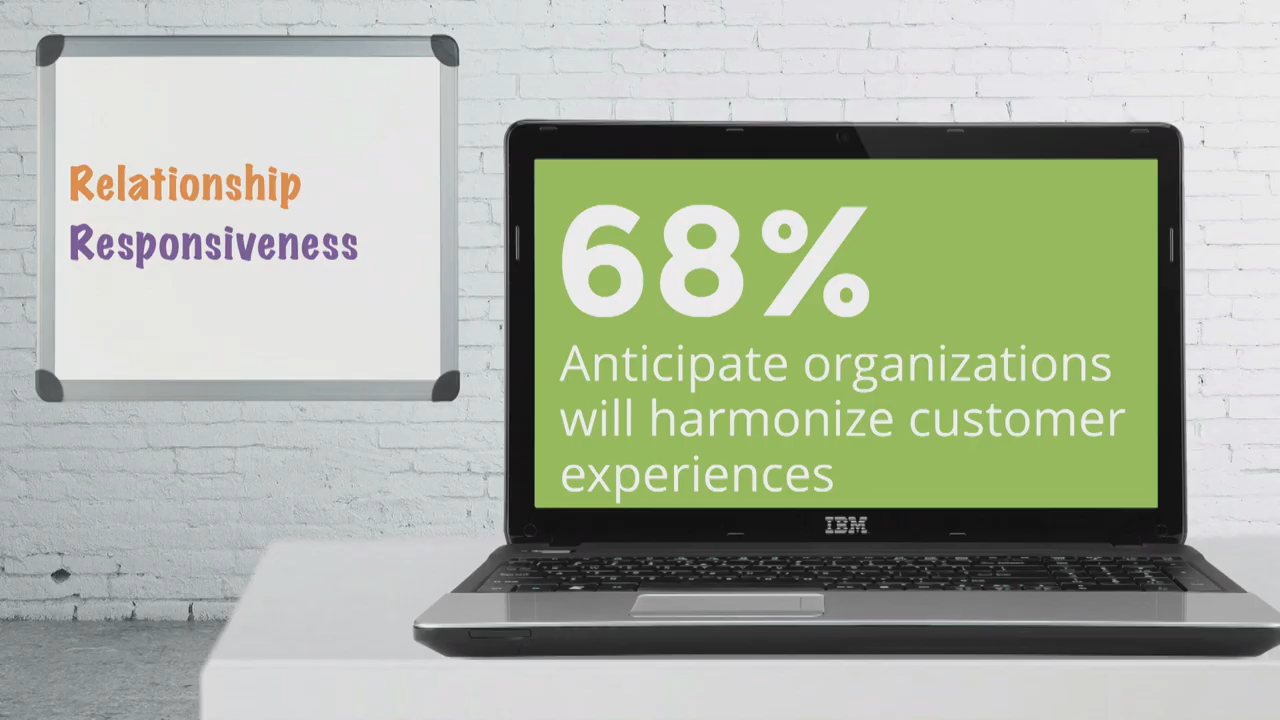 Relationship
Responsiveness
68%
Anticipate organizations
will harmonize customer
experiences
IBM